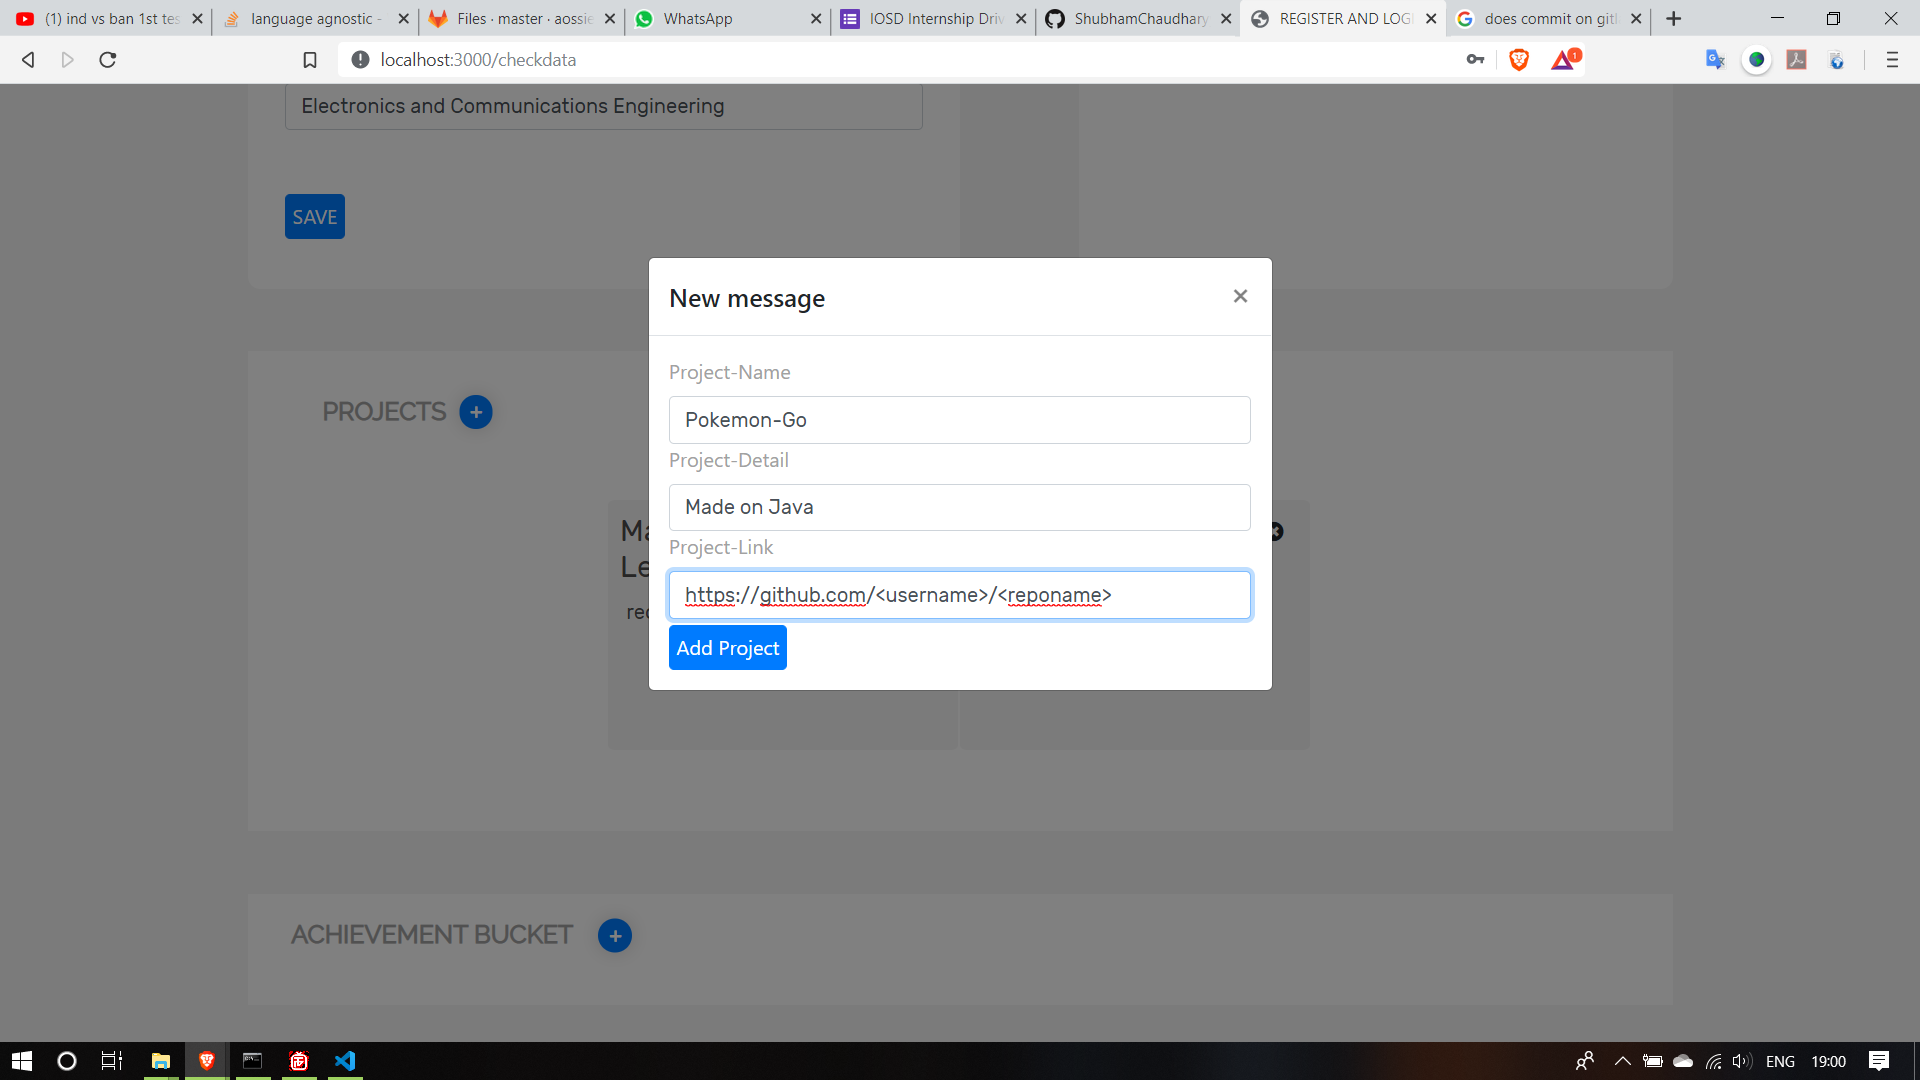 (1) ind vs ban 1st tes
language agnostic -
Files · master · aossie
WhatsApp
IOSD Internship Driv
ShubhamChaudhary
REGISTER AND LOGI
does commit on gith
localhost:3000/checkdata
1
Electronics and Communications Engineering
SAVE
New message
×
Project-Name
PROJECTS +
Pokemon-Go
Project-Detail
Made on Java
Ma
Project-Link
Le
https://github.com/<username>/<reponame>
rec
Add Project
ACHIEVEMENT BUCKET +
ENG 19:00